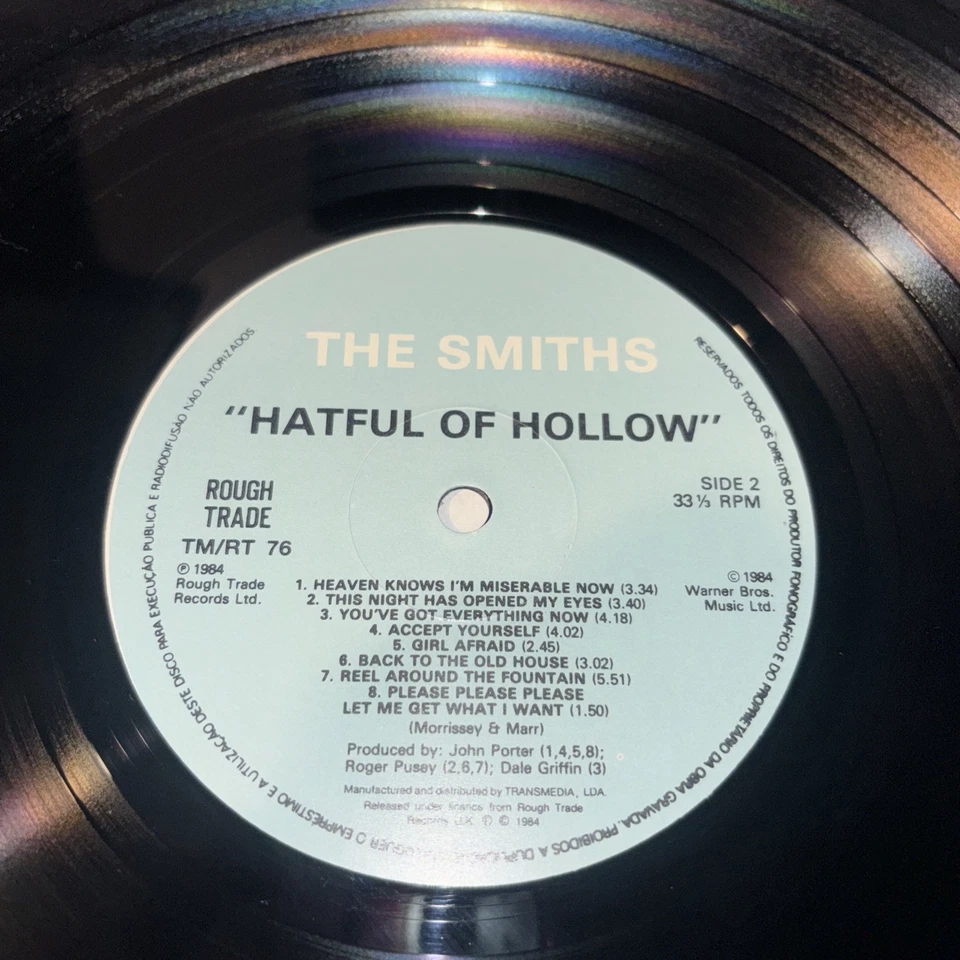 THE SMITHS
"HATFUL OF HOLLOW"
ROUGH
TRADE
TM/RT 76
℗ 1984
Rough Trade
Records Ltd.
SIDE 2
33 ⅓ RPM
© 1984
Warner Bros.
Music Ltd.
1. HEAVEN KNOWS I'M MISERABLE NOW (3.34)
2. THIS NIGHT HAS OPENED MY EYES (3.40)
3. YOU'VE GOT EVERYTHING NOW (4.18)
4. ACCEPT YOURSELF (4.02)
5. GIRL AFRAID (2.45)
6. BACK TO THE OLD HOUSE (3.02)
7. REEL AROUND THE FOUNTAIN (5.51)
8. PLEASE PLEASE PLEASE
LET ME GET WHAT I WANT (1.50)
(Morrissey & Marr)
Produced by: John Porter (1,4,5,8);
Roger Pusey (2,6,7); Dale Griffin (3)
Manufactured and distributed by TRANSMEDIA, LDA.
Released under licence from Rough Trade
Records U.K. ℗ © 1984
RESERVADOS TODOS OS DIREITOS DO PRODUTOR FONOGRÁFICO E DO PROPRIETÁRIO DA OBRA GRAVADA. PROIBIDOS A O EMPRÉSTIMO E A UTILIZAÇÃO DESTE DISCO PARA EXECUÇÃO PÚBLICA E RADIODIFUSÃO NÃO AUTORIZADOS